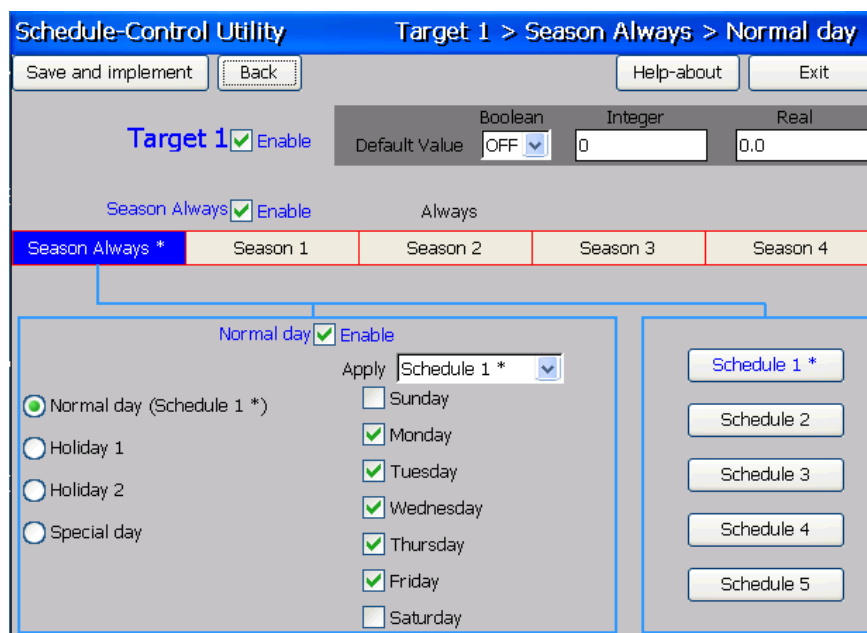 Schedule-Control Utility Target 1 > Season Always > Normal day
Save and implement Back Help-about Exit
Boolean Integer Real
Target 1 Enable Default Value OFF 0 0.0
Season Always Enable Always
Season Always * Season 1 Season 2 Season 3 Season 4
Normal day Enable
Apply Schedule 1 *
Normal day (Schedule 1 *)
Holiday 1
Holiday 2
Special day
Sunday
Monday
Tuesday
Wednesday
Thursday
Friday
Saturday
Schedule 1 *
Schedule 2
Schedule 3
Schedule 4
Schedule 5